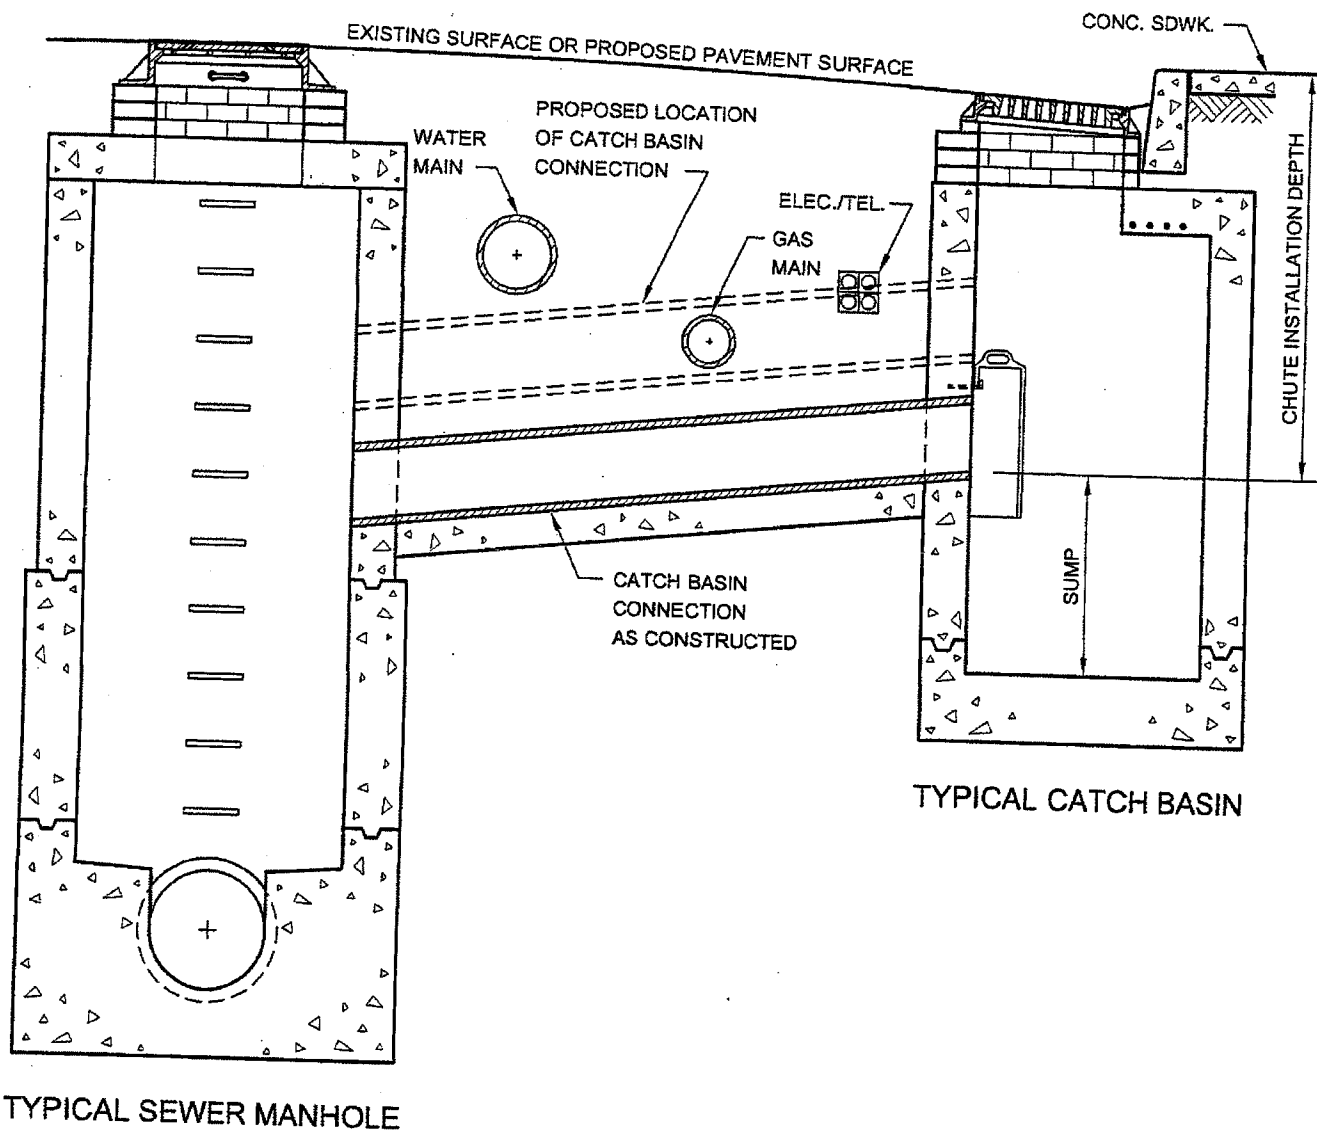 CONC. SDWK.
EXISTING SURFACE OR PROPOSED PAVEMENT SURFACE
PROPOSED LOCATION
OF CATCH BASIN
CONNECTION
WATER
MAIN
ELEC./TEL.
GAS
MAIN
CHUTE INSTALLATION DEPTH
SUMP
CATCH BASIN
CONNECTION
AS CONSTRUCTED
TYPICAL CATCH BASIN
TYPICAL SEWER MANHOLE